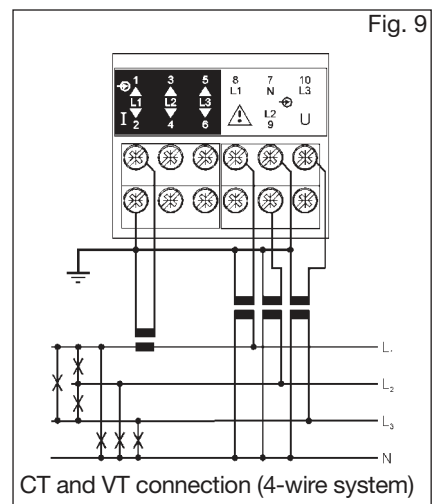 Fig. 9
1 3 5 8 7 10
L1 N L3
L1 L2 L3
I 2 4 6 L2 9 U
L₁
L₂
L₃
N
CT and VT connection (4-wire system)